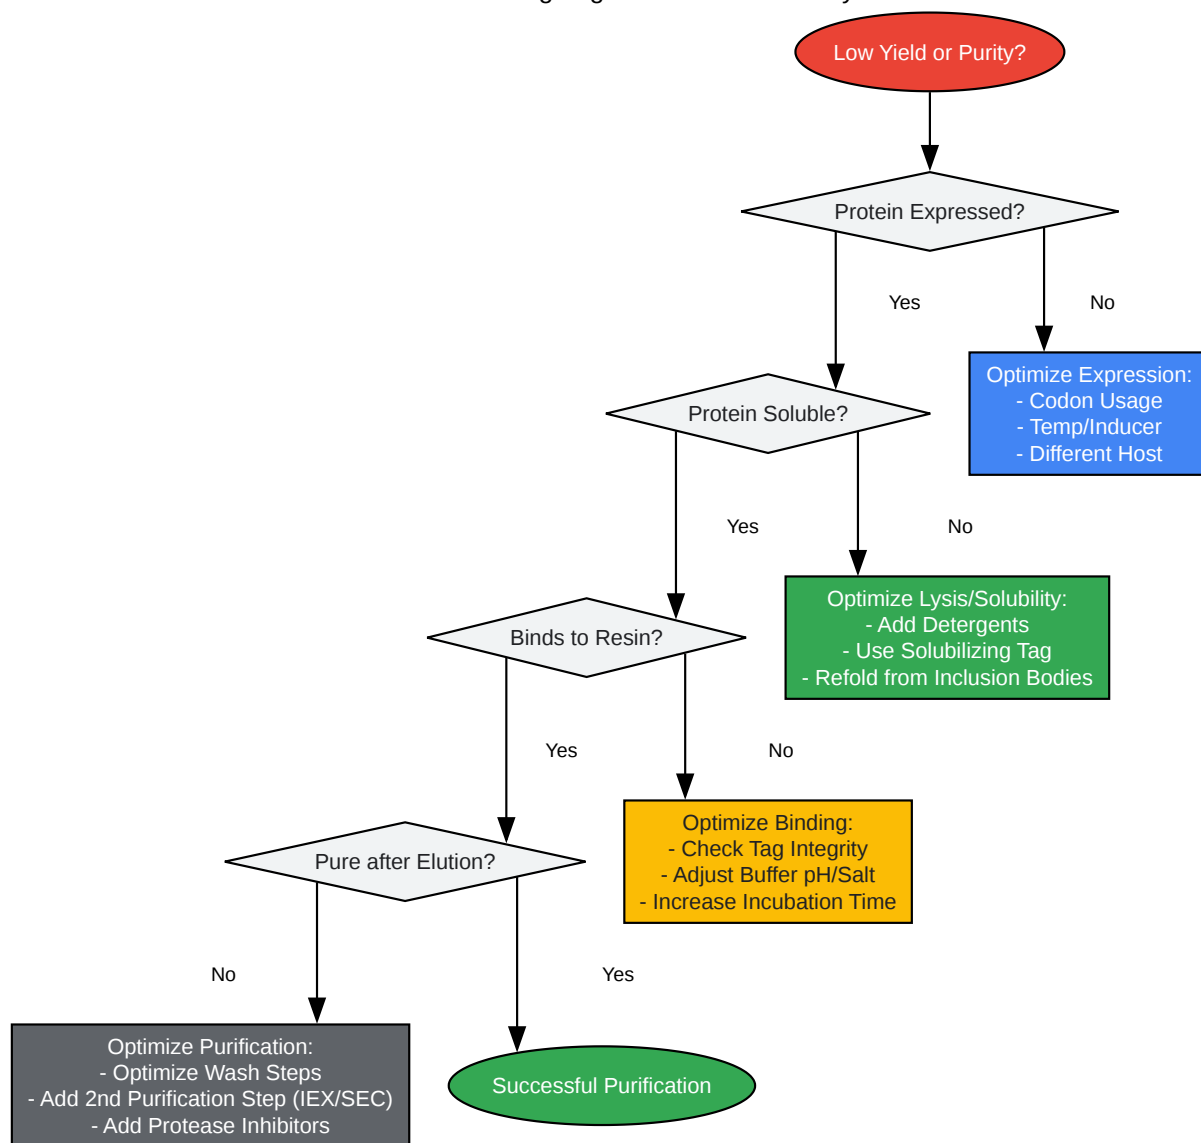 Low Yield or Purity?
Protein Expressed?
Yes
No
Optimize Expression:
- Codon Usage
- Temp/Inducer
- Different Host
Protein Soluble?
Yes
No
Optimize Lysis/Solubility:
- Add Detergents
- Use Solubilizing Tag
- Refold from Inclusion Bodies
Binds to Resin?
Yes
No
Optimize Binding:
- Check Tag Integrity
- Adjust Buffer pH/Salt
- Increase Incubation Time
Pure after Elution?
No
Yes
Optimize Purification:
- Optimize Wash Steps
- Add 2nd Purification Step (IEX/SEC)
- Add Protease Inhibitors
Successful Purification